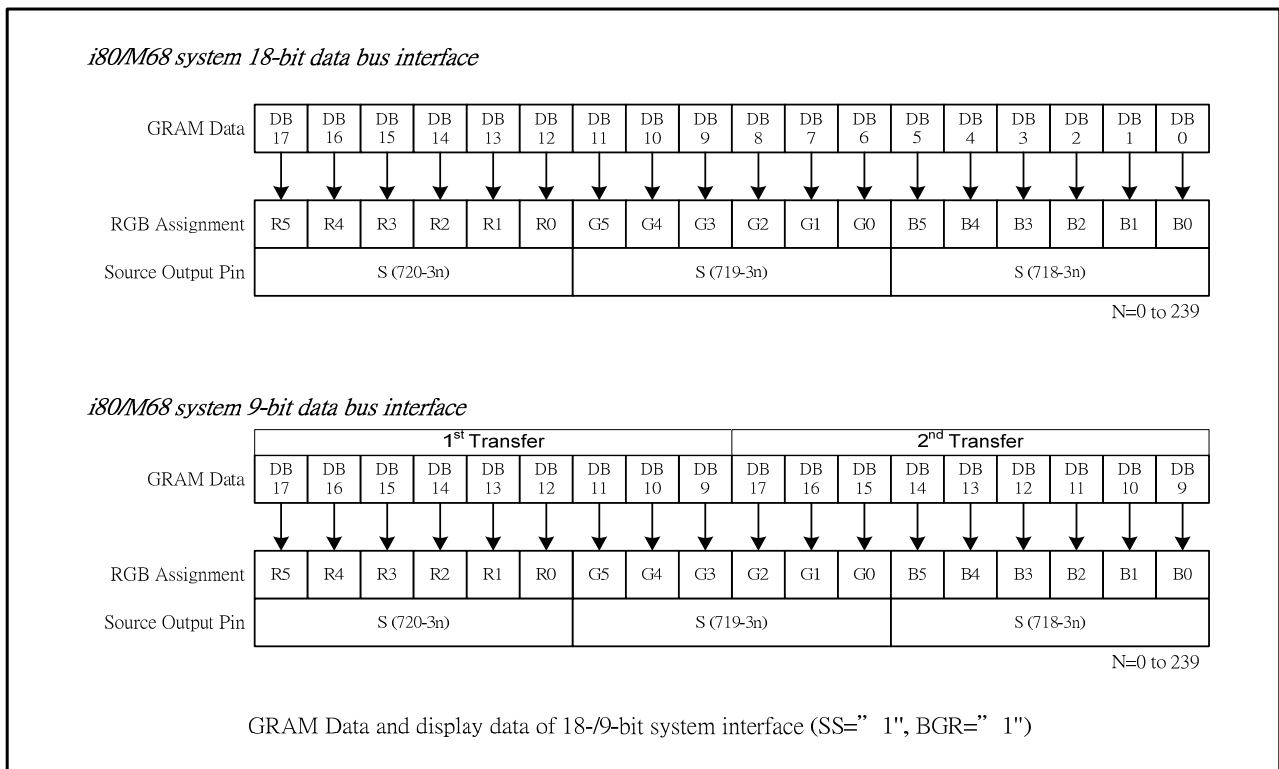 i80/M68 system 18-bit data bus interface
GRAM Data DB 17 DB 16 DB 15 DB 14 DB 13 DB 12 DB 11 DB 10 DB 9 DB 8 DB 7 DB 6 DB 5 DB 4 DB 3 DB 2 DB 1 DB 0
RGB Assignment R5 R4 R3 R2 R1 R0 G5 G4 G3 G2 G1 G0 B5 B4 B3 B2 B1 B0
Source Output Pin S (720-3n) S (719-3n) S (718-3n)
N=0 to 239
i80/M68 system 9-bit data bus interface
1st Transfer 2nd Transfer
GRAM Data DB 17 DB 16 DB 15 DB 14 DB 13 DB 12 DB 11 DB 10 DB 9 DB 17 DB 16 DB 15 DB 14 DB 13 DB 12 DB 11 DB 10 DB 9
RGB Assignment R5 R4 R3 R2 R1 R0 G5 G4 G3 G2 G1 G0 B5 B4 B3 B2 B1 B0
Source Output Pin S (720-3n) S (719-3n) S (718-3n)
N=0 to 239
GRAM Data and display data of 18-/9-bit system interface (SS=” 1", BGR=” 1")